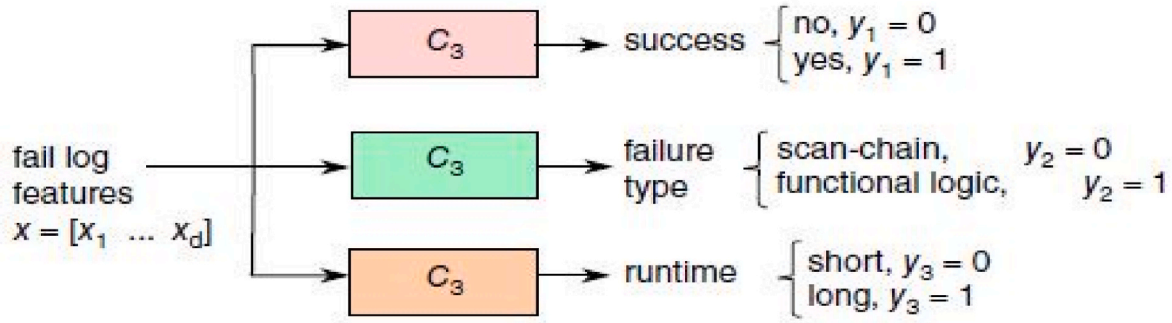 C₃
success
no, y₁ = 0
yes, y₁ = 1
fail log
features
x = [x₁ ... x_d]
C₃
failure
type
scan-chain, y₂ = 0
functional logic, y₂ = 1
C₃
runtime
short, y₃ = 0
long, y₃ = 1